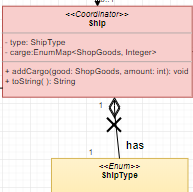 <<Coordinator>>
Ship
- type: ShipType
- carge:EnumMap<ShopGoods, Integer>
+ addCargo(good: ShopGoods, amount: int): void
+ toString( ): String
1
has
1
<<Enum>>
ShipType